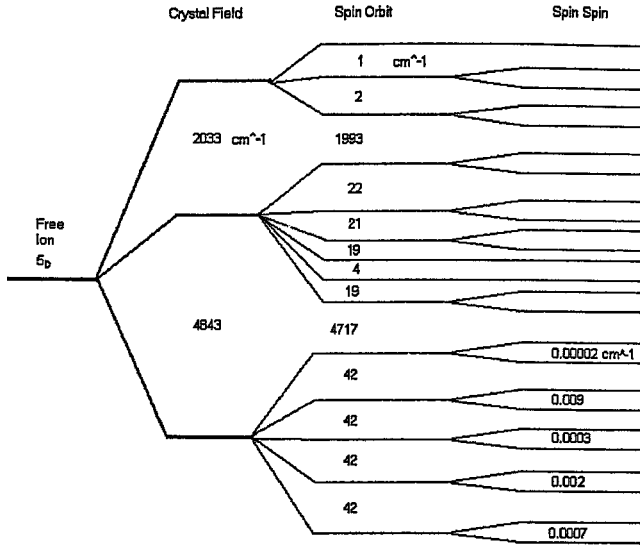 Crystal Field Spin Orbit Spin Spin
1 cm^-1
2
2033 cm^-1 1993
22
Free
Ion
5D
21
19
4
19
4843 4717
0.00002 cm^-1
42
0.009
42
0.0003
42
0.002
42
0.0007